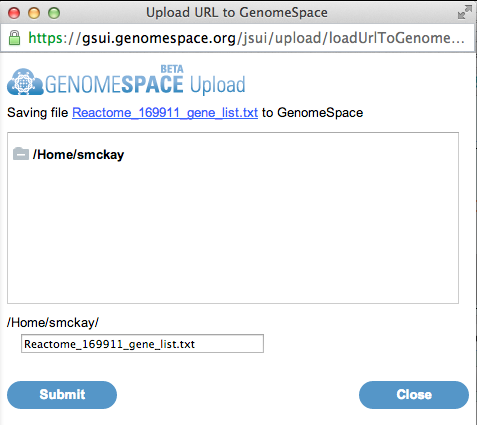 Upload URL to GenomeSpace
https://gsui.genomespace.org/jsui/upload/loadUrlToGenome...
GENOMESPACE BETA Upload
Saving file Reactome_169911_gene_list.txt to GenomeSpace
/Home/smckay
/Home/smckay/
Reactome_169911_gene_list.txt
Submit Close